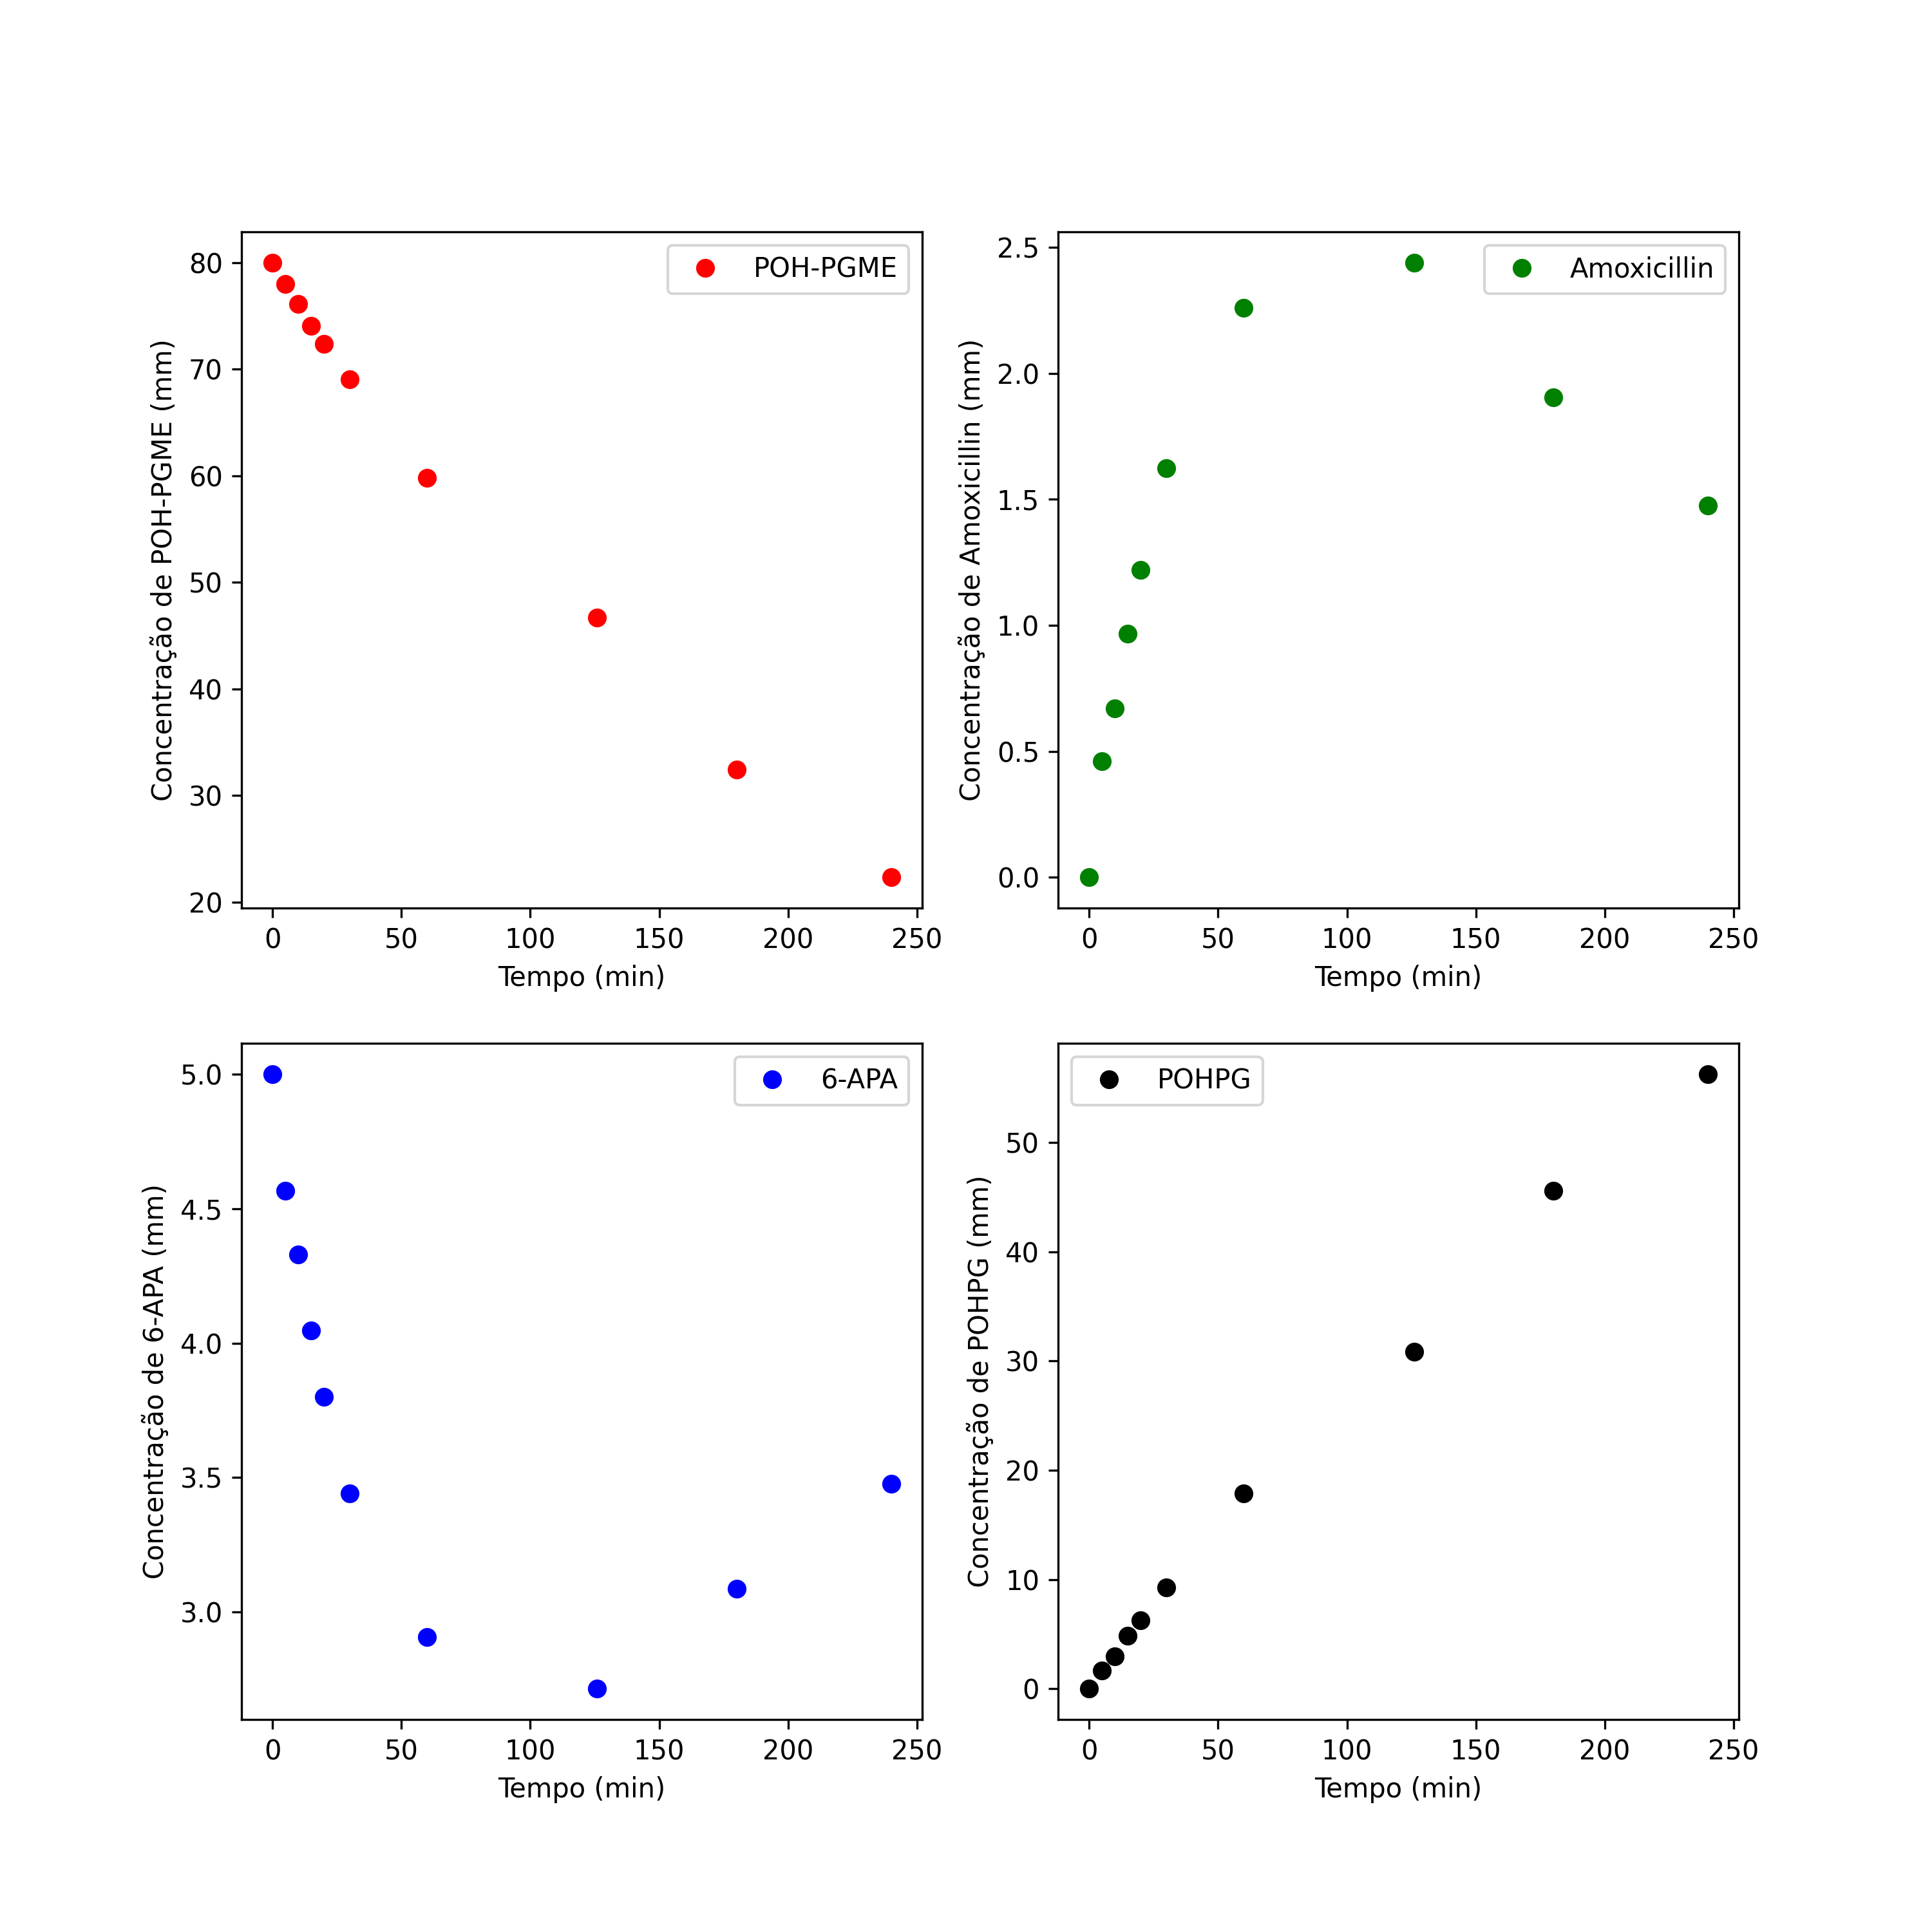 POH-PGME
Concentração de POH-PGME (mm)
80
70
60
50
40
30
20
0 50 100 150 200 250
Tempo (min)
Amoxicillin
Concentração de Amoxicillin (mm)
2.5
2.0
1.5
1.0
0.5
0.0
0 50 100 150 200 250
Tempo (min)
6-APA
Concentração de 6-APA (mm)
5.0
4.5
4.0
3.5
3.0
0 50 100 150 200 250
Tempo (min)
POHPG
Concentração de POHPG (mm)
50
40
30
20
10
0
0 50 100 150 200 250
Tempo (min)